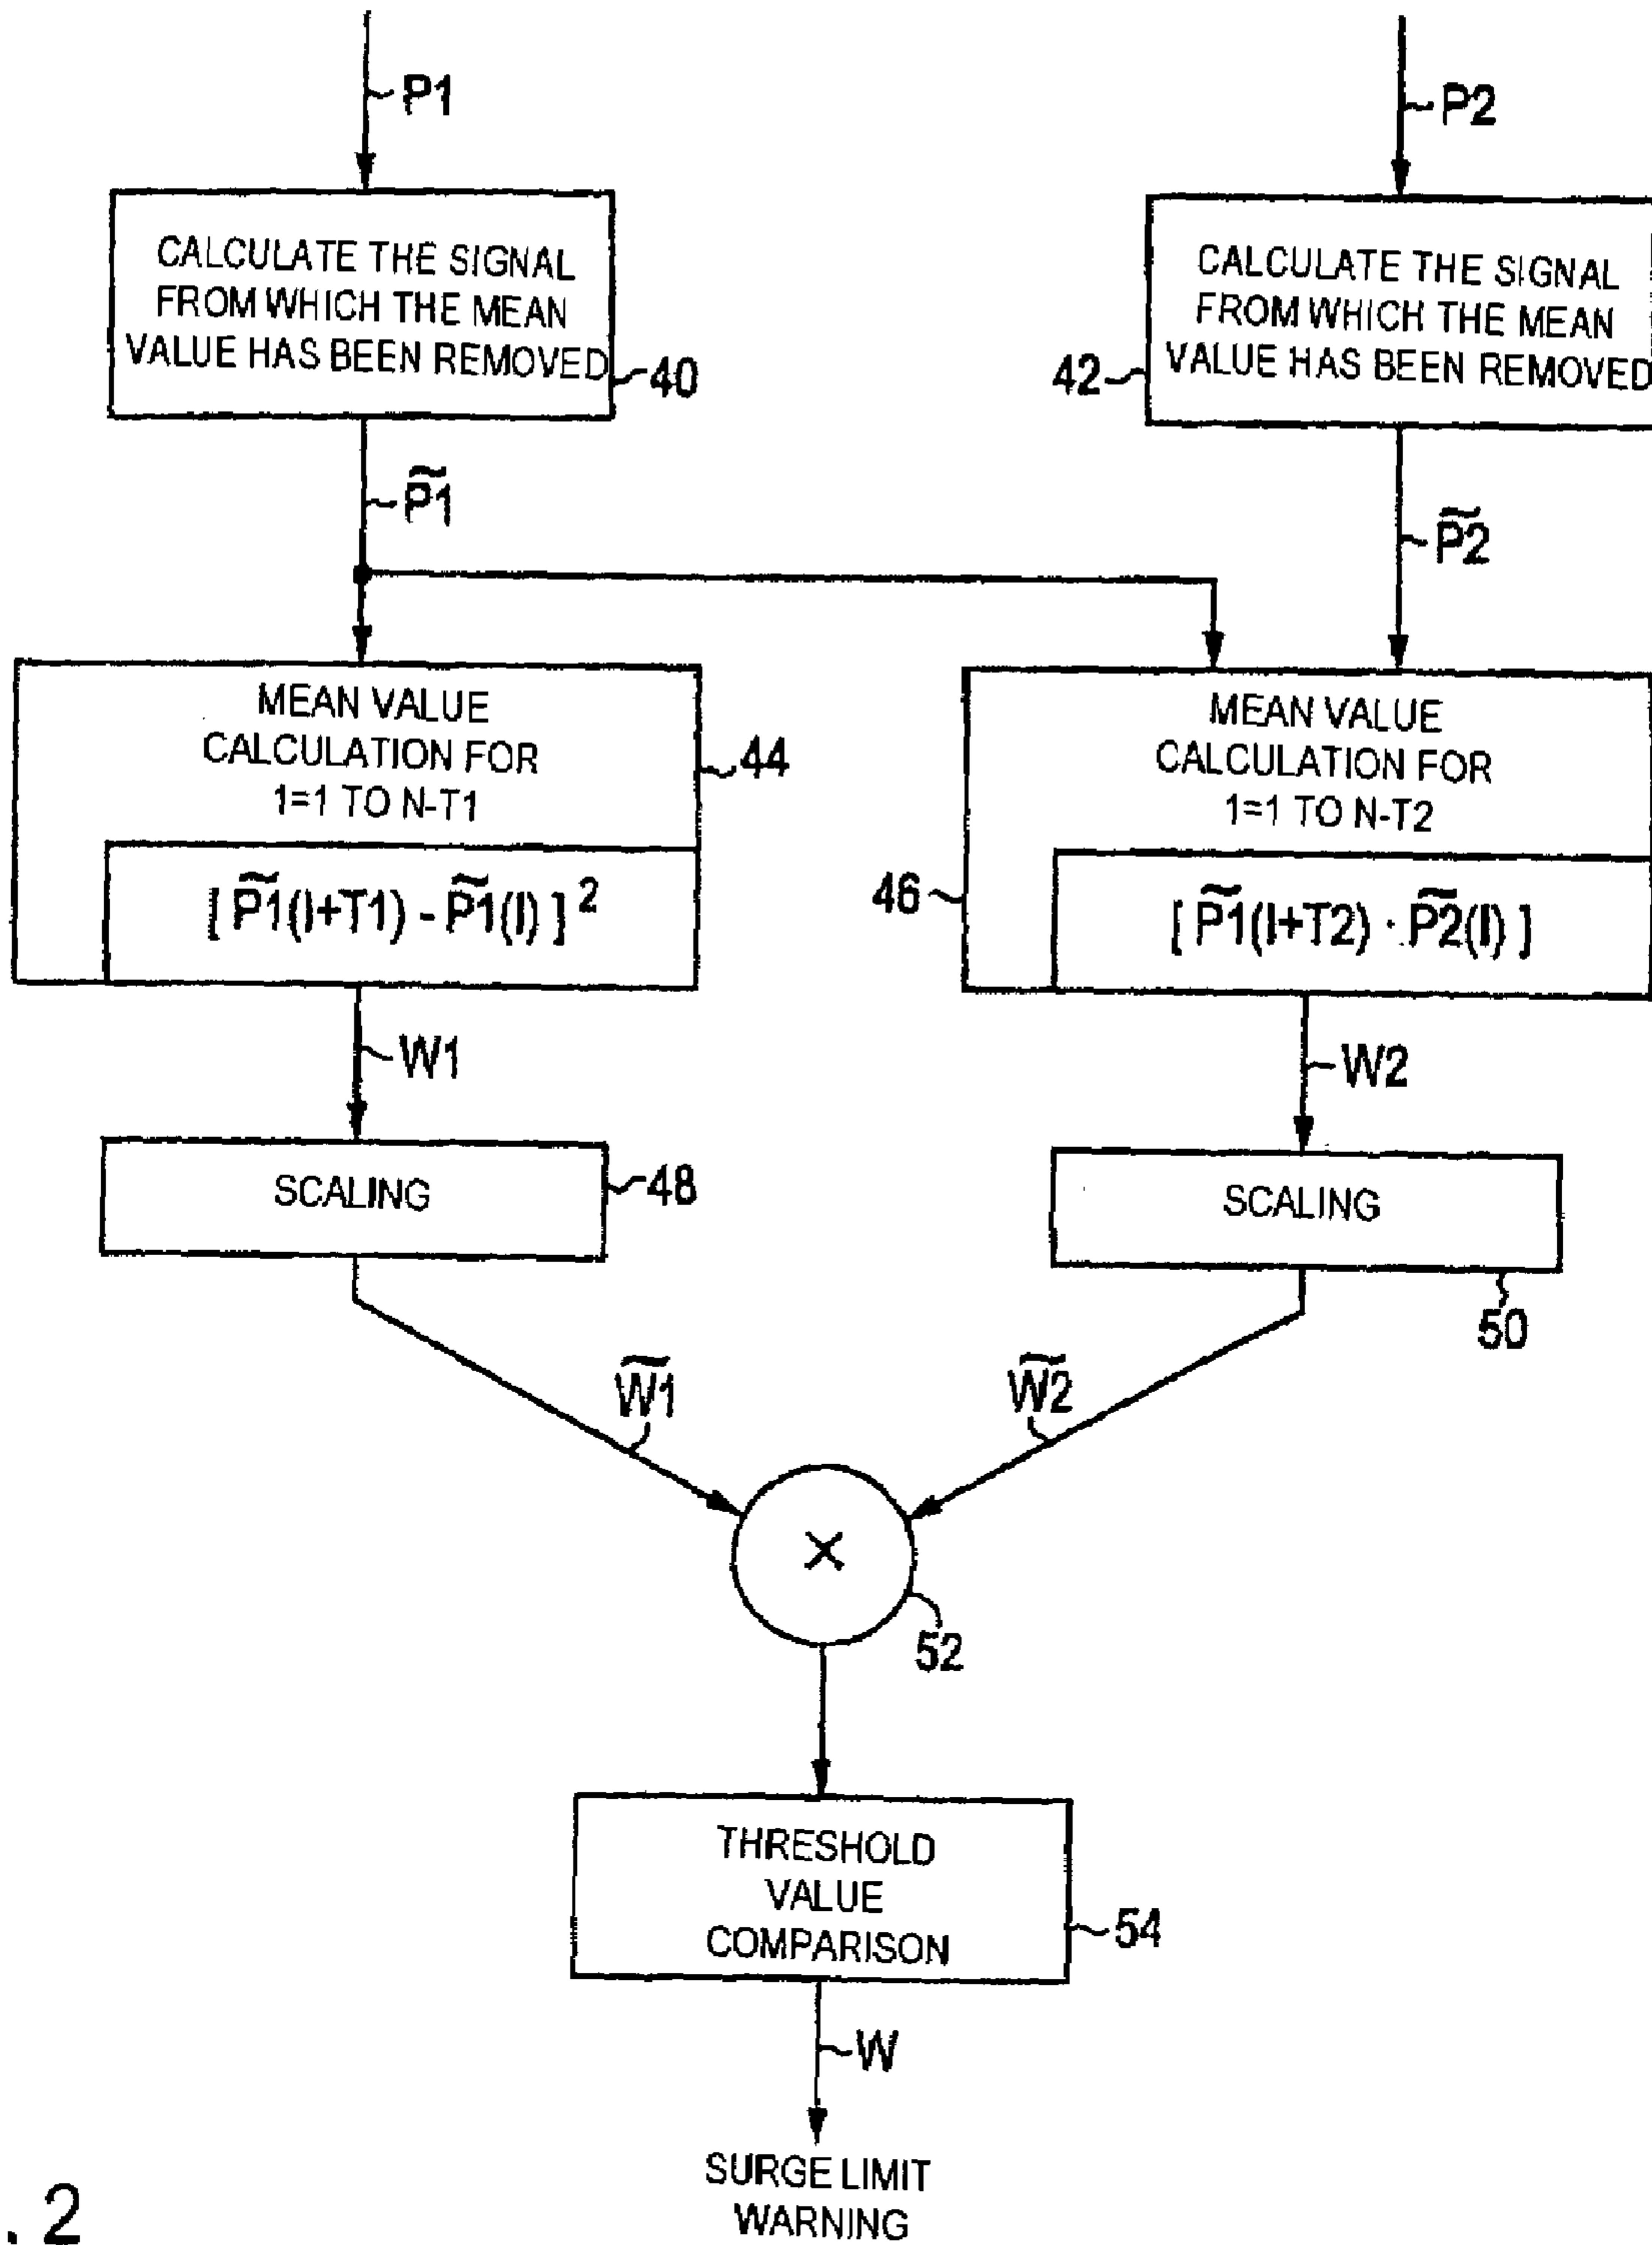 P1
P2
CALCULATE THE SIGNAL
FROM WHICH THE MEAN
VALUE HAS BEEN REMOVED
40
42
CALCULATE THE SIGNAL
FROM WHICH THE MEAN
VALUE HAS BEEN REMOVED
P̃1
P̃2
MEAN VALUE
CALCULATION FOR
1=1 TO N-T1
44
[ P̃1(I+T1) - P̃1(I) ] ²
MEAN VALUE
CALCULATION FOR
1=1 TO N-T2
46
[ P̃1(I+T2) · P̃2(I) ]
W1
W2
SCALING
48
SCALING
50
W̃1
W̃2
×
52
THRESHOLD
VALUE
COMPARISON
54
W
SURGE LIMIT
WARNING
. 2